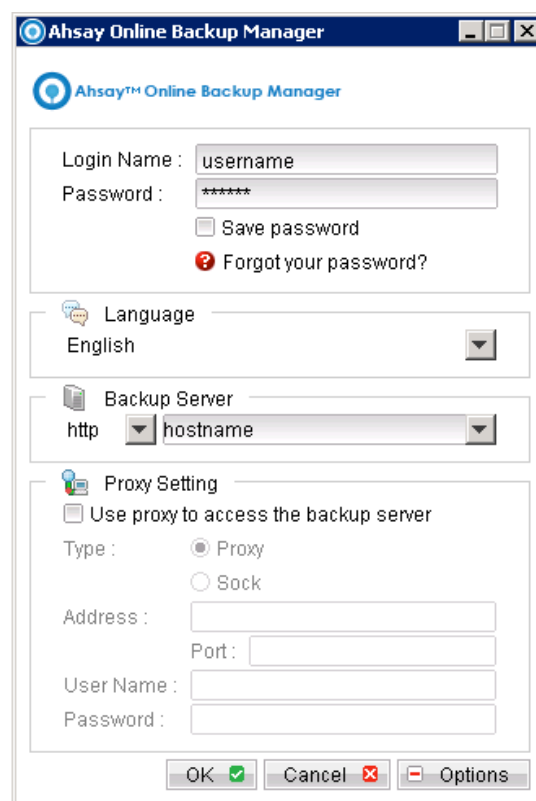 Ahsay Online Backup Manager
Ahsay™ Online Backup Manager
Login Name : username
Password : ******
Save password
Forgot your password?
Language
English
Backup Server
http hostname
Proxy Setting
Use proxy to access the backup server
Type : Proxy
Sock
Address :
Port :
User Name :
Password :
OK Cancel Options